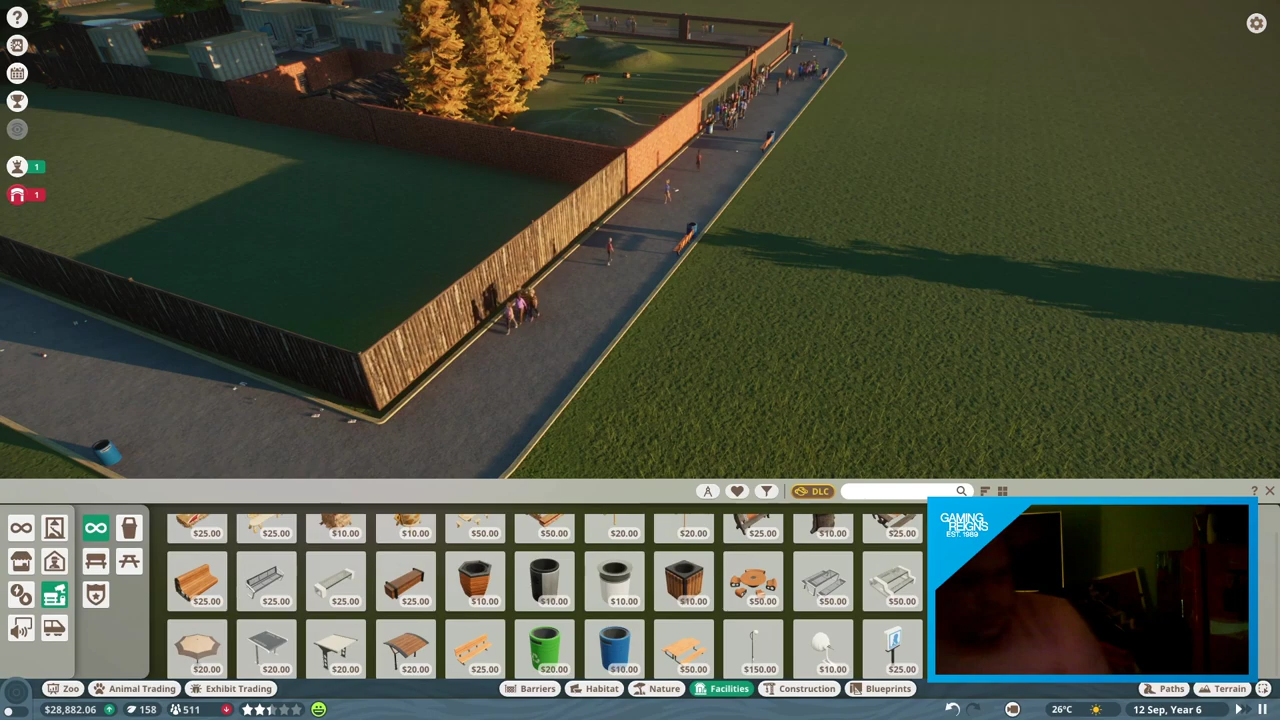 ?
1
1
DLC
? ×
$25.00 $25.00 $10.00 $10.00 $50.00 $50.00 $20.00 $20.00 $25.00 $10.00 $25.00
$25.00 $25.00 $25.00 $25.00 $10.00 $10.00 $10.00 $10.00 $50.00 $50.00 $50.00
$20.00 $20.00 $20.00 $20.00 $25.00 $20.00 $10.00 $50.00 $150.00 $10.00 $25.00
GAMING
REIGNS
EST. 1989
Zoo Animal Trading Exhibit Trading Barriers Habitat Nature Facilities Construction Blueprints Paths Terrain
$28,882.06 158 511 26°C 12 Sep, Year 6